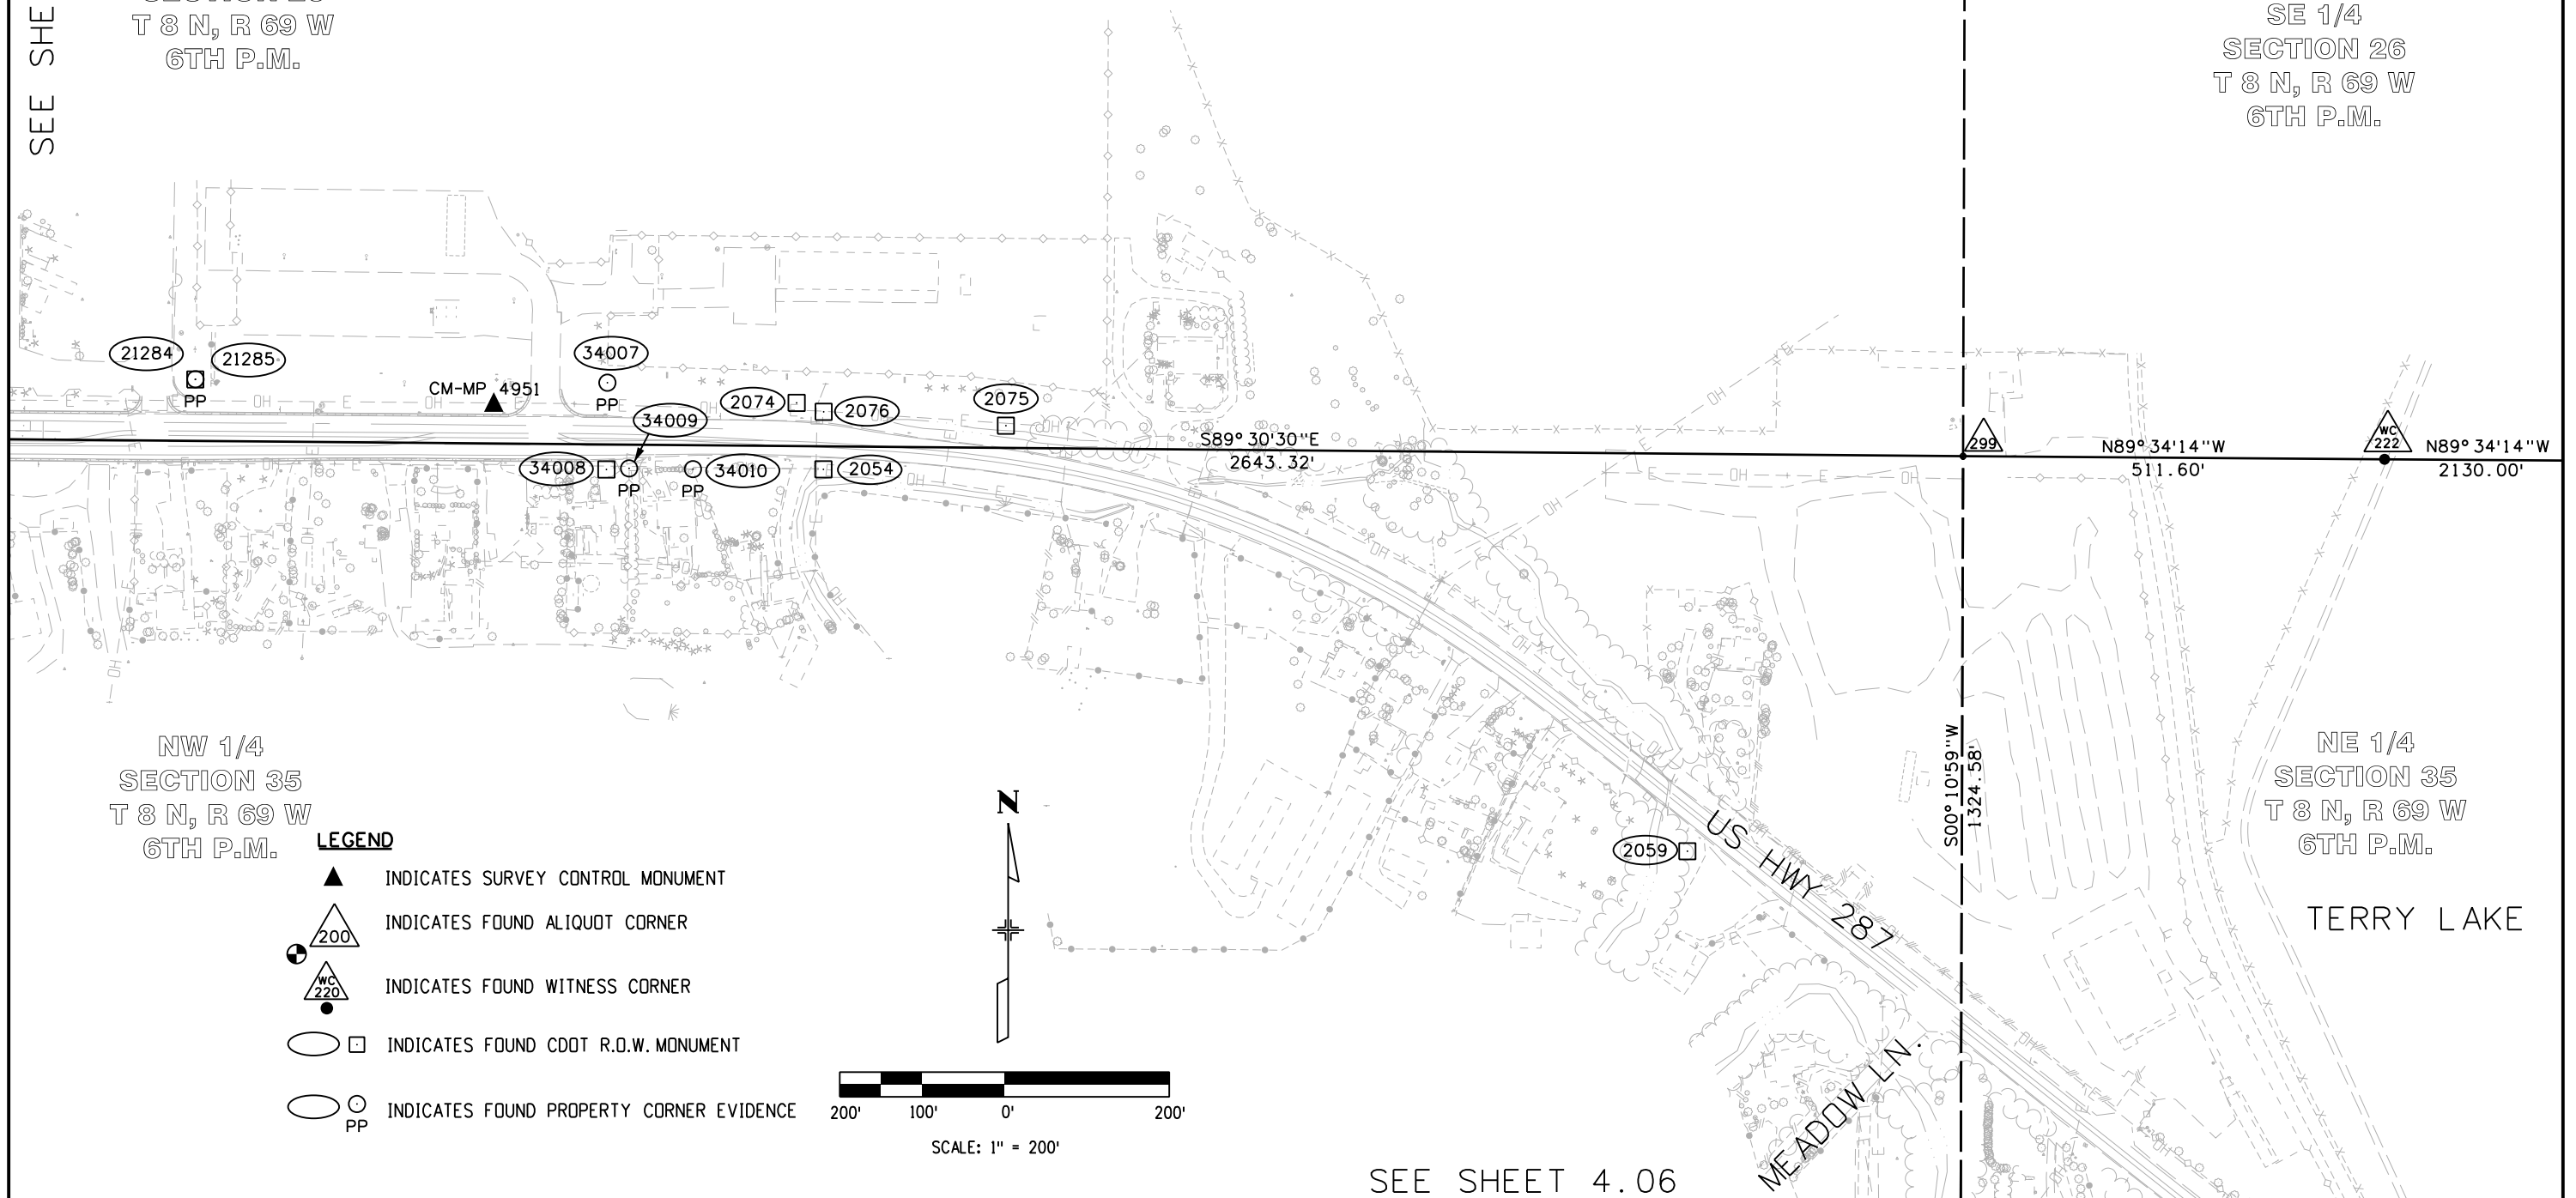 SEE SHE
T 8 N, R 69 W
6TH P.M.
SE 1/4
SECTION 26
T 8 N, R 69 W
6TH P.M.
21284
21285
PP
CM-MP 4951
34007
PP
34009
2074
2076
2075
34008
PP
34010
PP
2054
S89° 30'30"E
2643.32'
299
N89° 34'14"W
511.60'
WC
222
N89° 34'14"W
2130.00'
OH
E
NW 1/4
SECTION 35
T 8 N, R 69 W
6TH P.M.
NE 1/4
SECTION 35
T 8 N, R 69 W
6TH P.M.
S00° 10'59"W
1324.58'
2059
US HWY 287
TERRY LAKE
MEADOW LN.
N
LEGEND
INDICATES SURVEY CONTROL MONUMENT
200
INDICATES FOUND ALIQUOT CORNER
WC
220
INDICATES FOUND WITNESS CORNER
INDICATES FOUND CDOT R.O.W. MONUMENT
PP
INDICATES FOUND PROPERTY CORNER EVIDENCE
200' 100' 0' 200'
SCALE: 1" = 200'
SEE SHEET 4.06